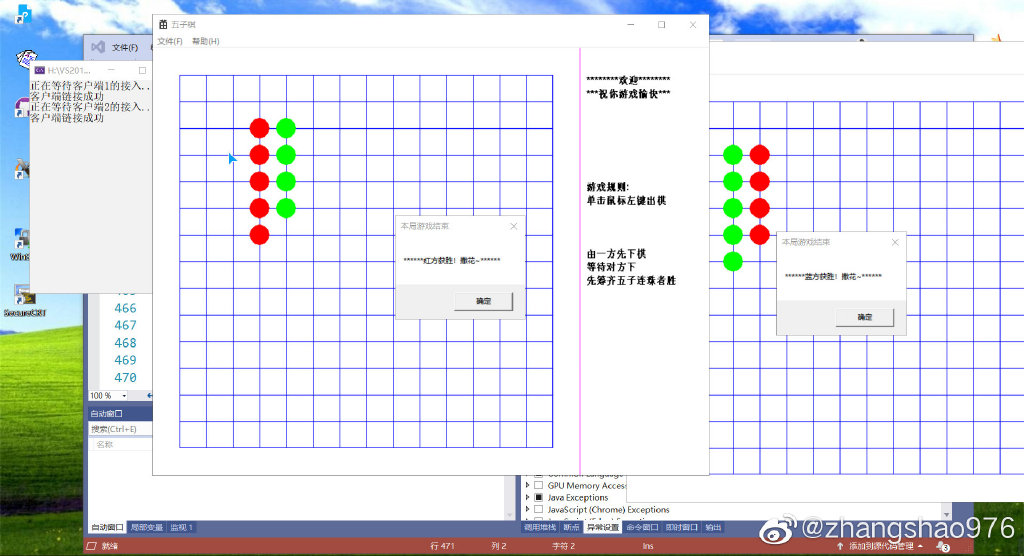 五子棋
文件(F) 帮助(H)
文件(F)
H:\VS201...
正在等待客户端1的接入..
客户端链接成功
正在等待客户端2的接入..
客户端链接成功
********欢迎********
***祝你游戏愉快***
游戏规则:
单击鼠标左键出棋
由一方先下棋
等待对方下
先筹齐五子连珠者胜
本局游戏结束
******红方获胜! 撒花~******
确定
本局游戏结束
******蓝方获胜! 撒花~******
确定
SecureCRT
466
467
468
469
470
100 %
自动窗口
搜索(Ctrl+E)
名称
GPU Memory Access
Java Exceptions
JavaScript (Chrome) Exceptions
自动窗口 局部变量 监视 1
调用堆栈 断点 异常设置 命令窗口 即时窗口 输出
就绪 行 471 列 2 字符 2 Ins 添加到源代码管理 3
@zhangshao976